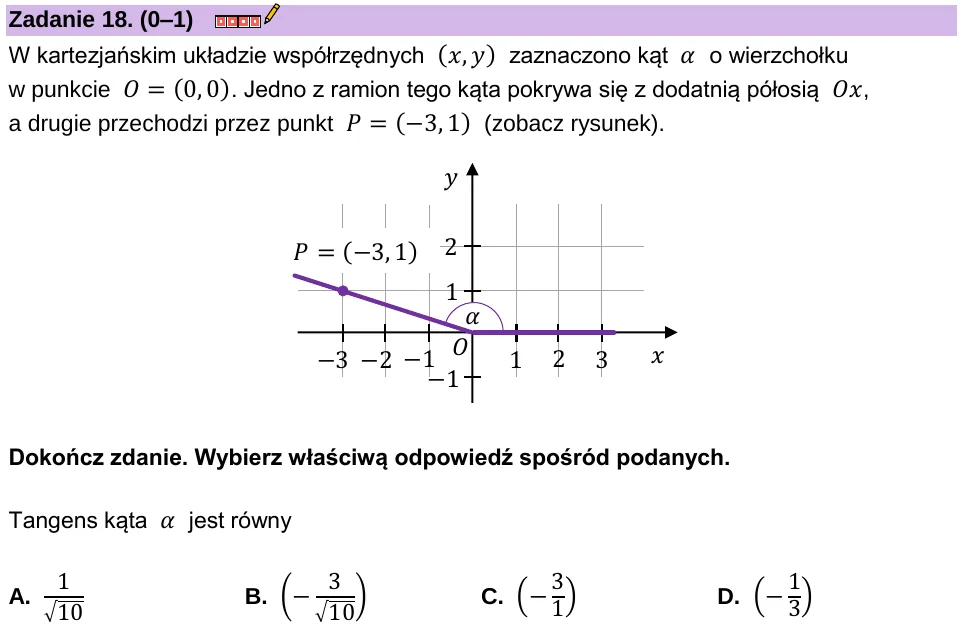 Zadanie 18. (0–1)
W kartezjańskim układzie współrzędnych (x, y) zaznaczono kąt α o wierzchołku
w punkcie O = (0, 0). Jedno z ramion tego kąta pokrywa się z dodatnią półosią Ox,
a drugie przechodzi przez punkt P = (−3, 1) (zobacz rysunek).
y
P = (−3, 1) 2
1
α
O
−3 −2 −1 1 2 3 x
−1
Dokończ zdanie. Wybierz właściwą odpowiedź spośród podanych.
Tangens kąta α jest równy
A. 1/√10 B. (−3/√10) C. (−3/1) D. (−1/3)